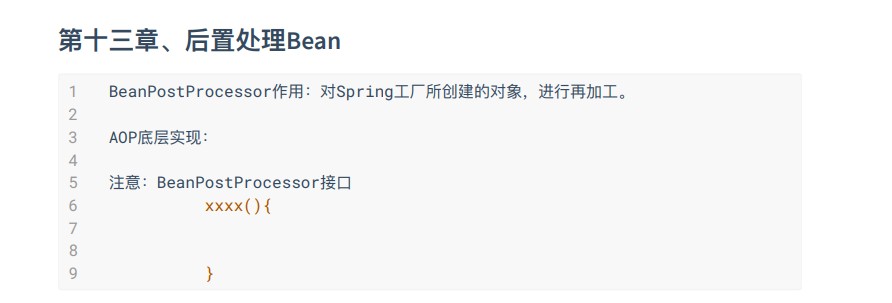 第十三章、后置处理Bean
1 BeanPostProcessor作用：对Spring工厂所创建的对象，进行再加工。
2
3 AOP底层实现：
4
5 注意：BeanPostProcessor接口
6 xxxx(){
7
8
9 }